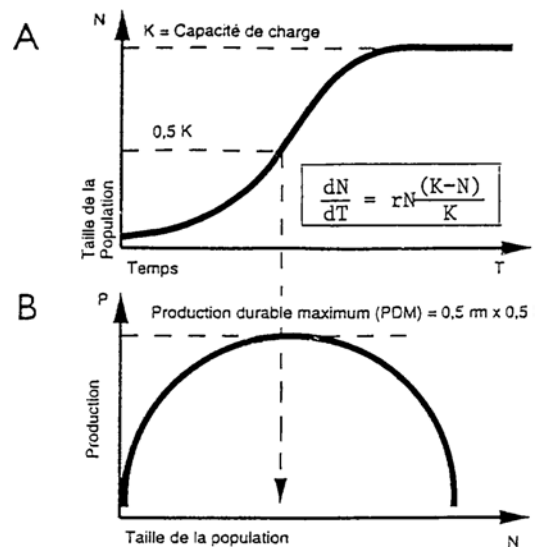 A
N
K = Capacité de charge
0,5 K
Taille de la
Population
dN
dT
= rN
(K-N)
K
Temps
T
B
P
Production durable maximum (PDM) = 0,5 rm x 0,5
Production
Taille de la population
N